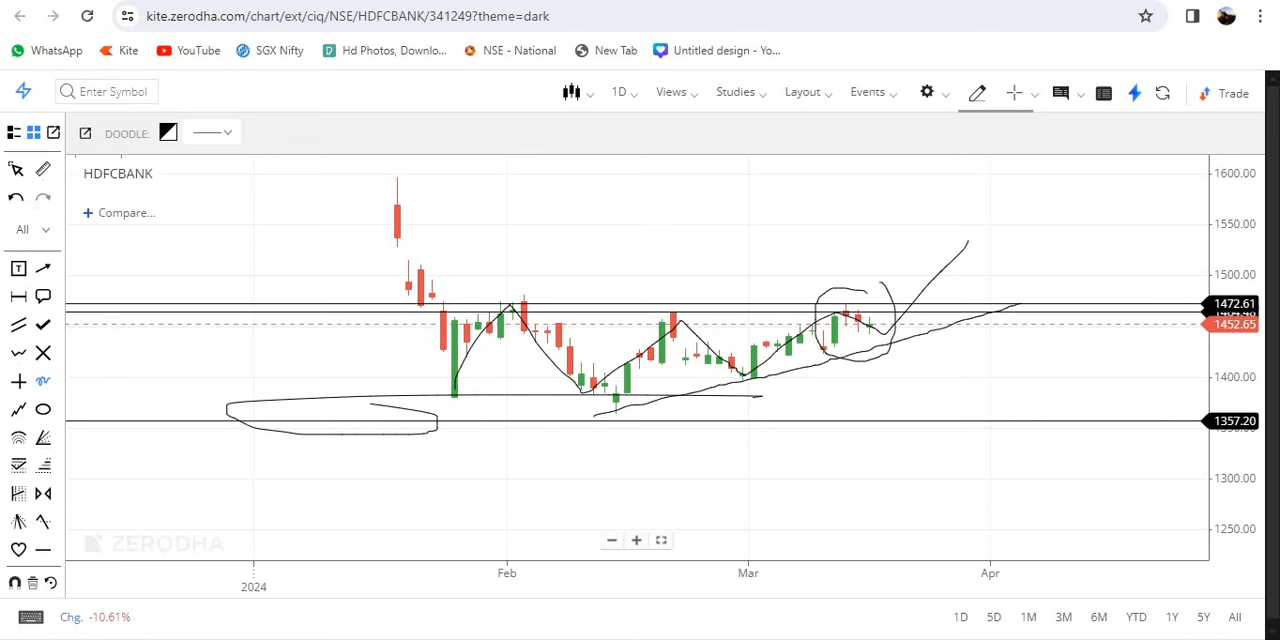 kite.zerodha.com/chart/ext/ciq/NSE/HDFCBANK/341249?theme=dark
WhatsApp Kite YouTube SGX Nifty Hd Photos, Downlo... NSE - National New Tab Untitled design - Yo...
Enter Symbol 1D Views Studies Layout Events Trade
DOODLE:
HDFCBANK
Compare...
All
T
1600.00
1550.00
1500.00
1472.61
1452.65
1400.00
1357.20
1300.00
1250.00
ZERODHA
Feb Mar Apr
2024
Chg. -10.61% 1D 5D 1M 3M 6M YTD 1Y 5Y All